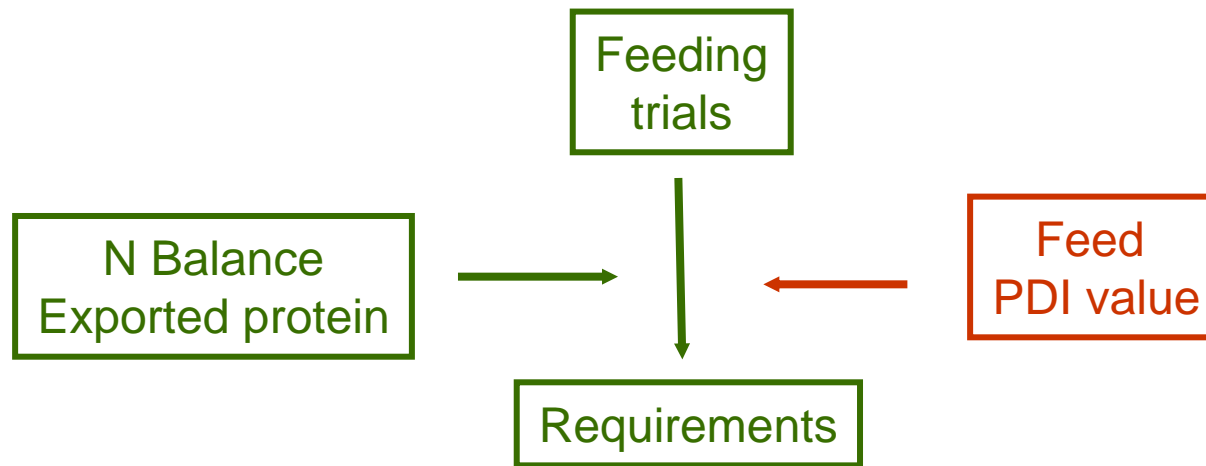 Feeding
trials
N Balance
Exported protein
Feed
PDI value
Requirements